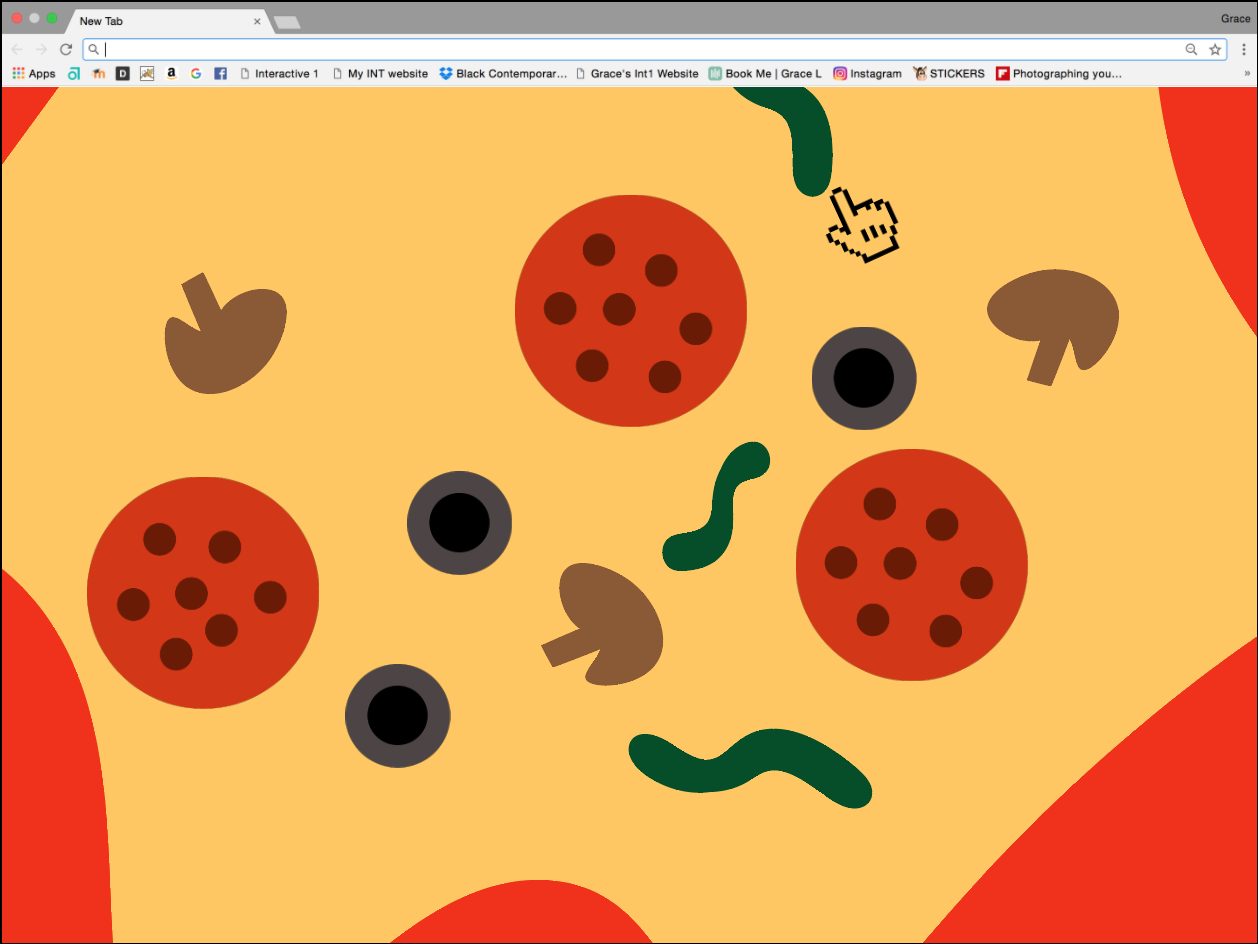 New Tab
Grace
Apps D a G f Interactive 1 My INT website Black Contemporar... Grace's Int1 Website Book Me | Grace L Instagram STICKERS Photographing you... »